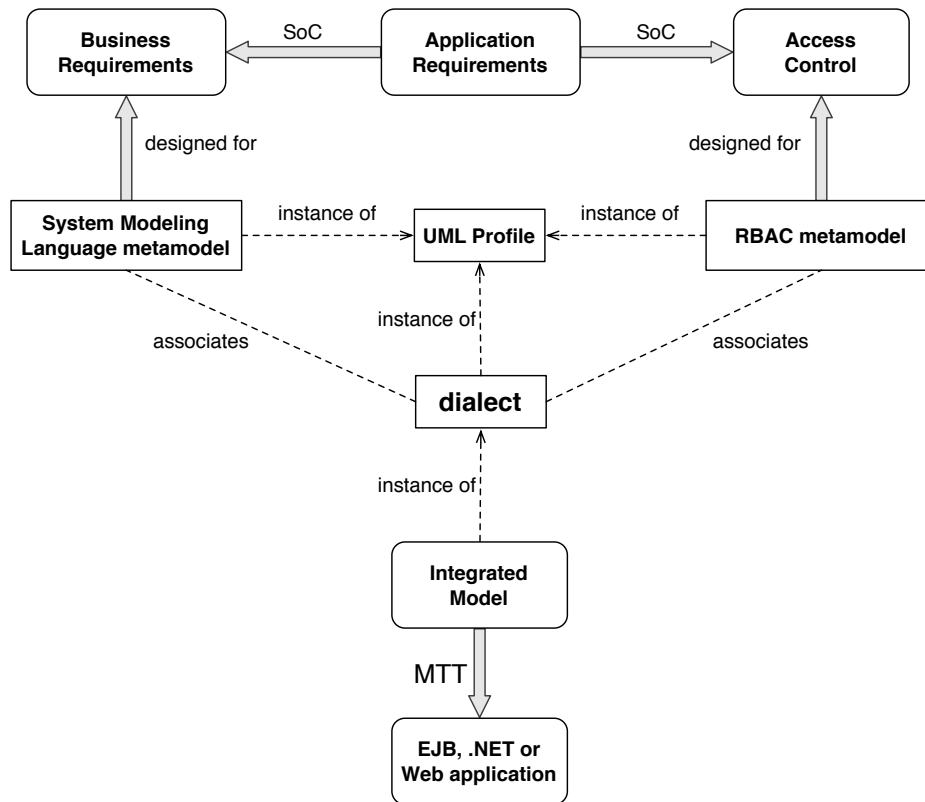 Business
Requirements
SoC
Application
Requirements
SoC
Access
Control
designed for
designed for
System Modeling
Language metamodel
instance of
UML Profile
instance of
RBAC metamodel
instance of
associates
associates
dialect
instance of
Integrated
Model
MTT
EJB, .NET or
Web application